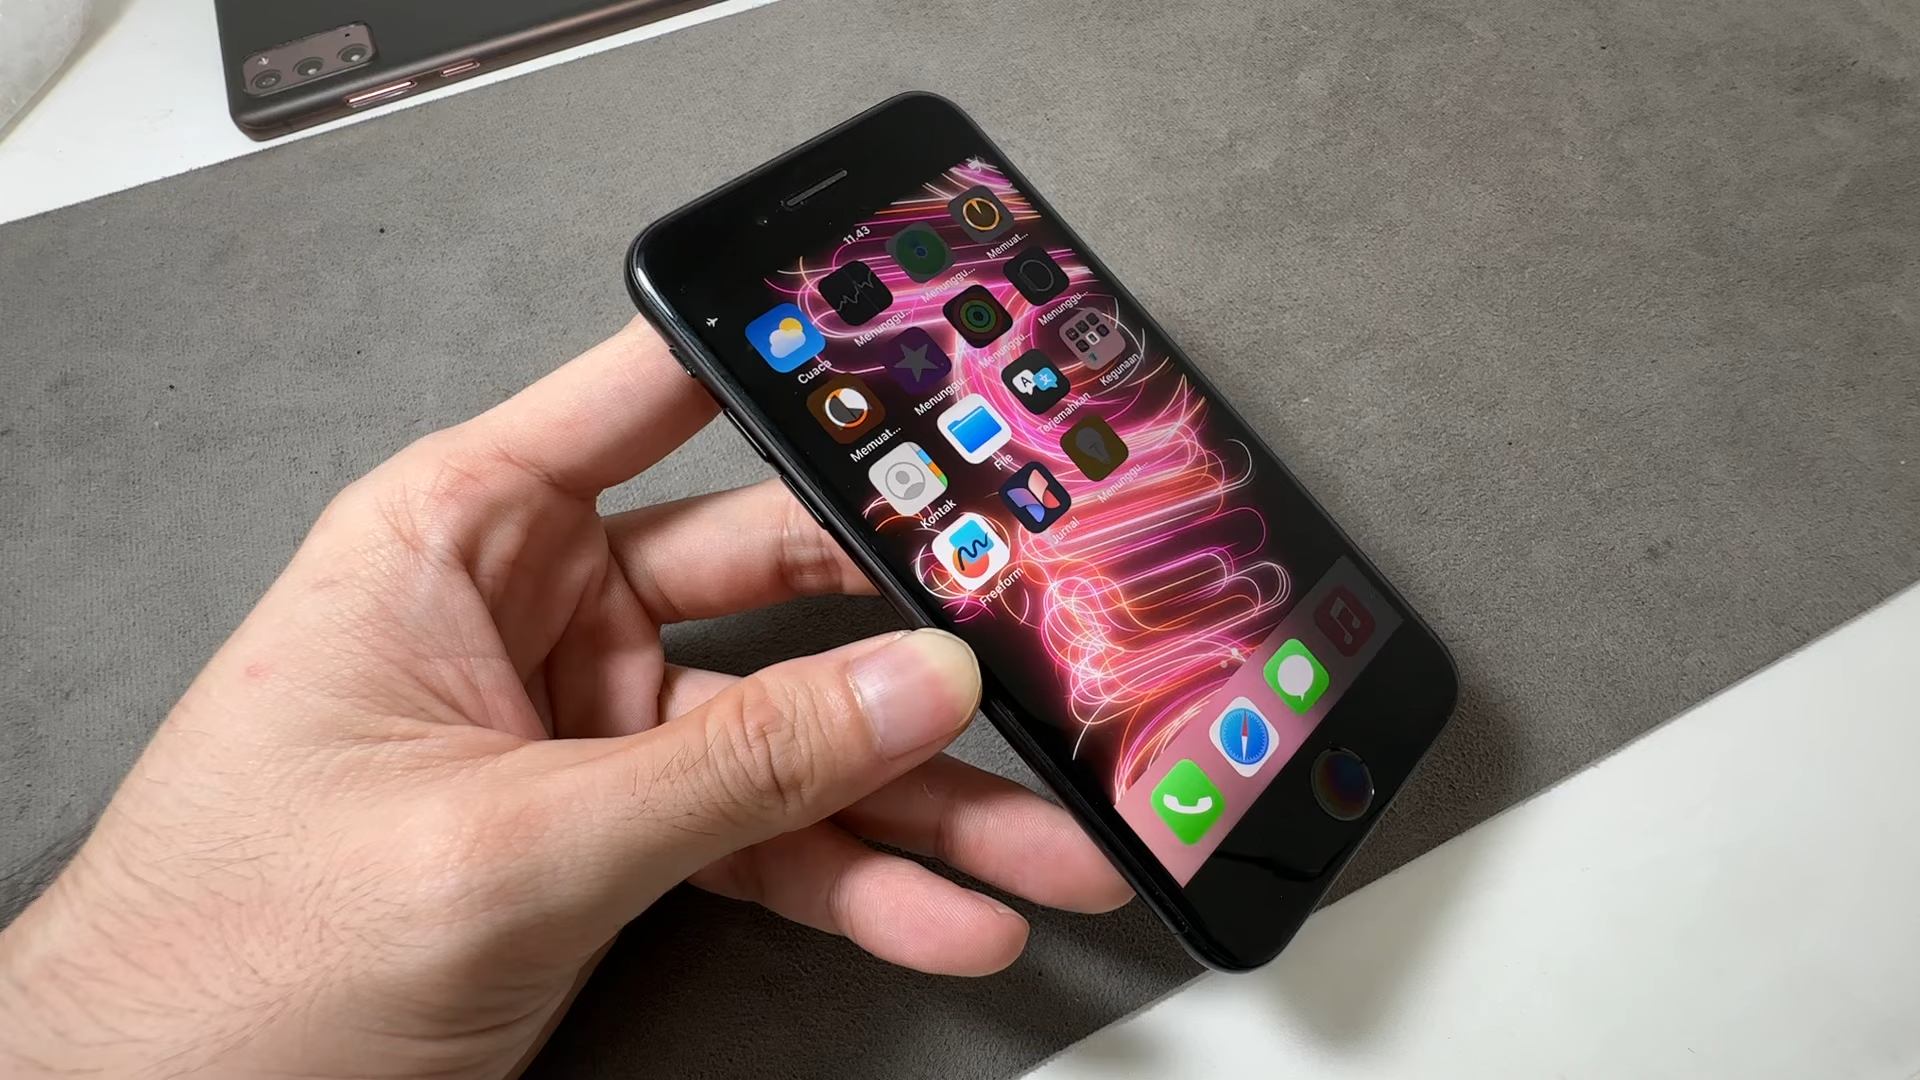 11.43
Cuaca
Menunggu...
Menunggu...
Memuat...
Memuat...
Menunggu...
Menunggu...
Menunggu...
Kontak
File
Terjemahkan
Kegunaan
Freeform
Jurnal
Menunggu...